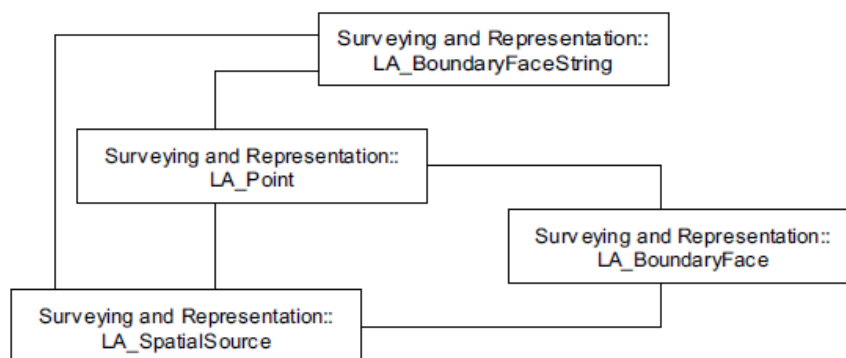 Surveying and Representation::
LA_BoundaryFaceString
Surveying and Representation::
LA_Point
Surveying and Representation::
LA_BoundaryFace
Surveying and Representation::
LA_SpatialSource